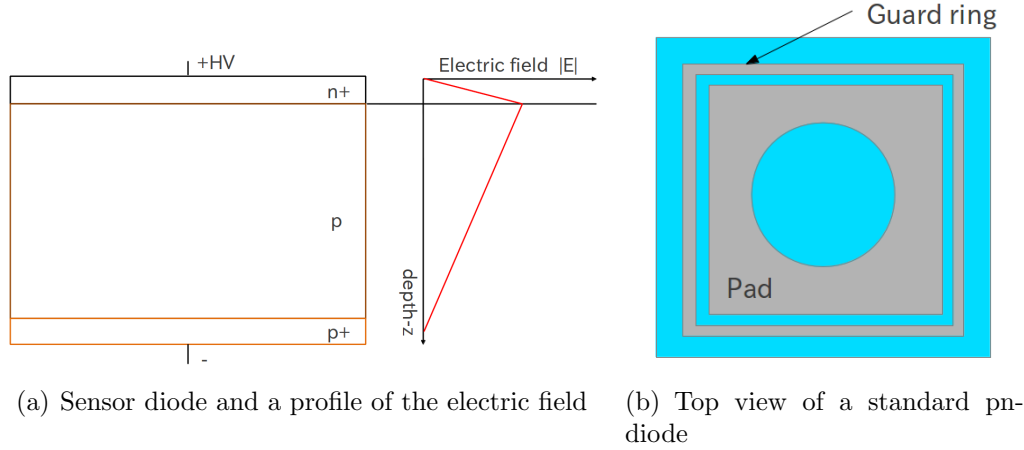 +HV
n+
Electric field |E|
p
depth-z
p+
-
Guard ring
Pad
(a) Sensor diode and a profile of the electric field
(b) Top view of a standard pn-
diode